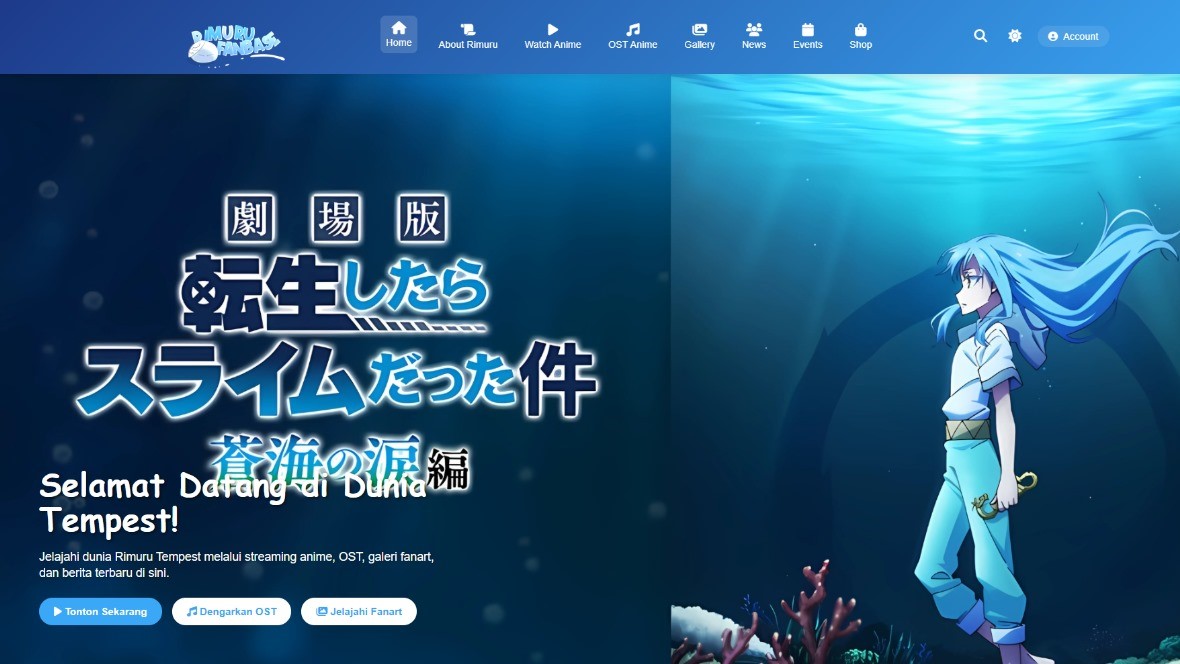 RIMURU
FANBASE
Home
About Rimuru
Watch Anime
OST Anime
Gallery
News
Events
Shop
Account
劇場版
転生したら
スライムだった件
蒼海の涙編
Selamat Datang di Dunia
Tempest!
Jelajahi dunia Rimuru Tempest melalui streaming anime, OST, galeri fanart,
dan berita terbaru di sini.
Tonton Sekarang
Dengarkan OST
Jelajahi Fanart